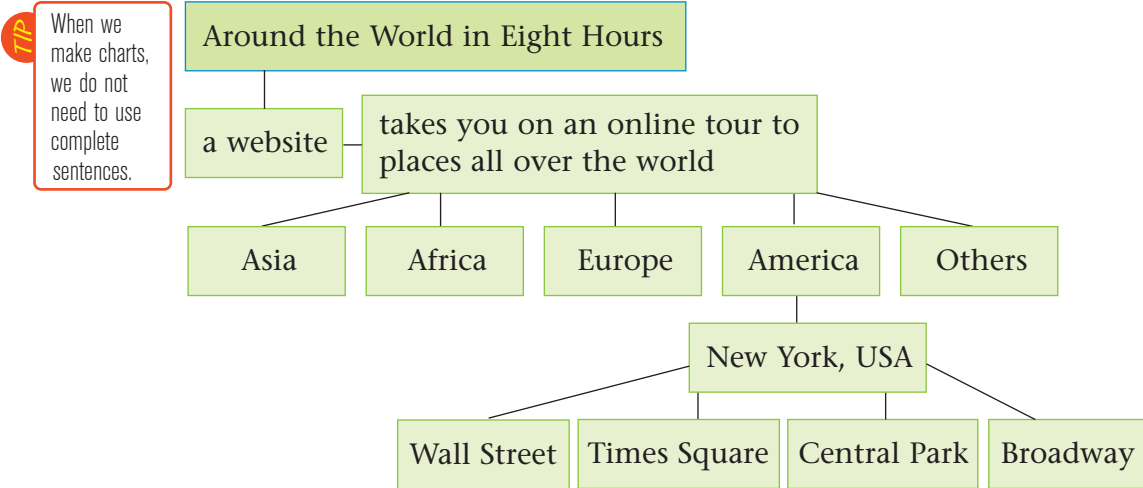 TIP
When we
make charts,
we do not
need to use
complete
sentences.
Around the World in Eight Hours
a website
takes you on an online tour to
places all over the world
Asia
Africa
Europe
America
Others
New York, USA
Wall Street
Times Square
Central Park
Broadway